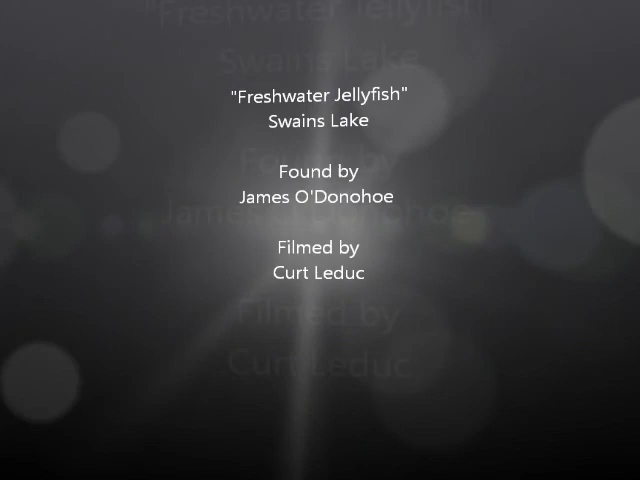 "Freshwater Jellyfish"
Swains Lake
Found by
James O'Donohoe
Filmed by
Curt Leduc